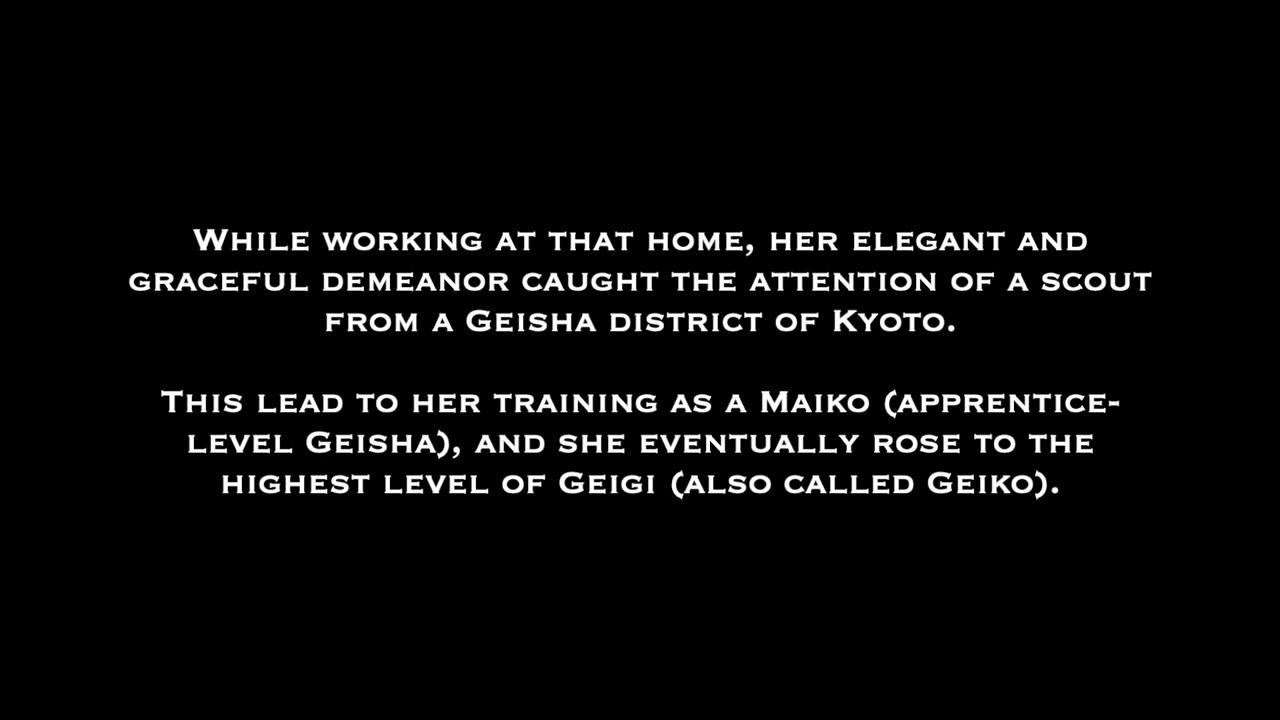 While working at that home, her elegant and
graceful demeanor caught the attention of a scout
from a Geisha district of Kyoto.
This lead to her training as a Maiko (apprentice-
level Geisha), and she eventually rose to the
highest level of Geigi (also called Geiko).